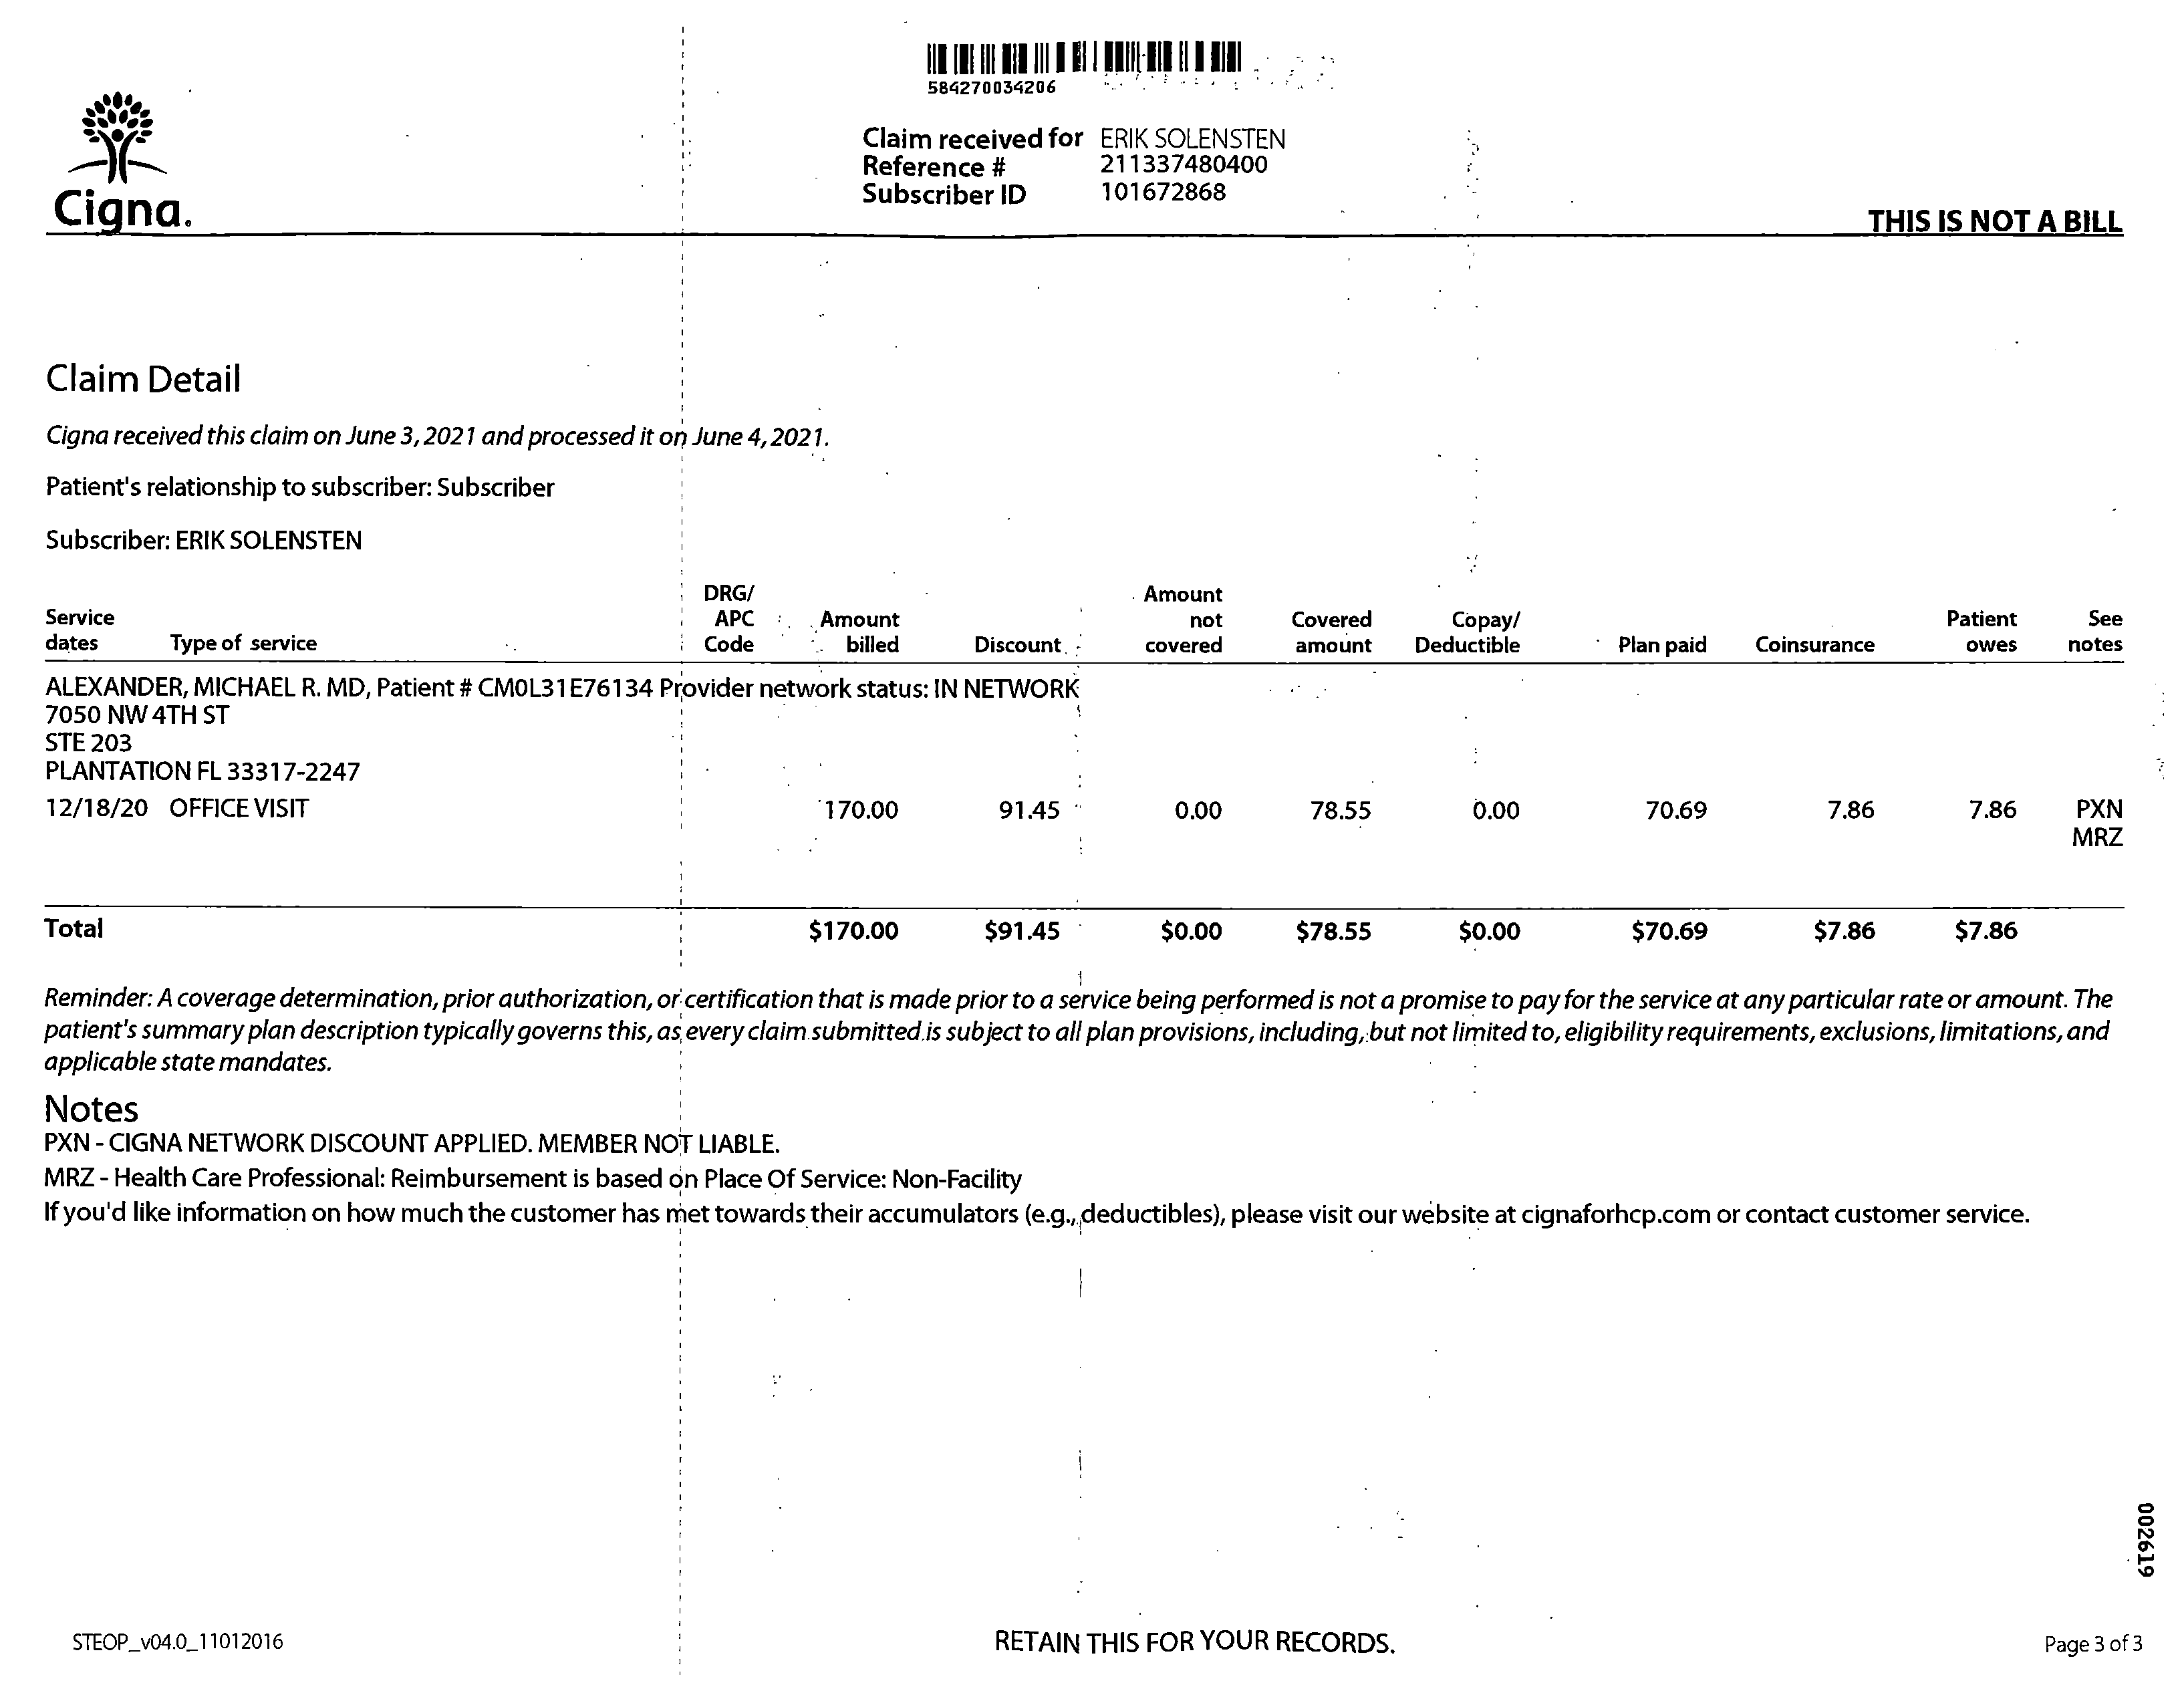 584270034206
Claim received for ERIK SOLENSTEN
Reference # 211337480400
Subscriber ID 101672868
Cigna.
THIS IS NOT A BILL
Claim Detail
Cigna received this claim on June 3, 2021 and processed it on June 4, 2021.
Patient's relationship to subscriber: Subscriber
Subscriber: ERIK SOLENSTEN
Service dates Type of service DRG/ APC Code Amount billed Discount Amount not covered Covered amount Copay/ Deductible Plan paid Coinsurance Patient owes See notes
ALEXANDER, MICHAEL R. MD, Patient # CM0L31E76134 Provider network status: IN NETWORK
7050 NW 4TH ST
STE 203
PLANTATION FL 33317-2247
12/18/20 OFFICE VISIT 170.00 91.45 0.00 78.55 0.00 70.69 7.86 7.86 PXN
MRZ
Total $170.00 $91.45 $0.00 $78.55 $0.00 $70.69 $7.86 $7.86
Reminder: A coverage determination, prior authorization, or certification that is made prior to a service being performed is not a promise to pay for the service at any particular rate or amount. The
patient's summary plan description typically governs this, as every claim submitted is subject to all plan provisions, including, but not limited to, eligibility requirements, exclusions, limitations, and
applicable state mandates.
Notes
PXN - CIGNA NETWORK DISCOUNT APPLIED. MEMBER NOT LIABLE.
MRZ - Health Care Professional: Reimbursement is based on Place Of Service: Non-Facility
If you'd like information on how much the customer has met towards their accumulators (e.g., deductibles), please visit our website at cignaforhcp.com or contact customer service.
002619
STEOP_v04.0_11012016
RETAIN THIS FOR YOUR RECORDS.
Page 3 of 3